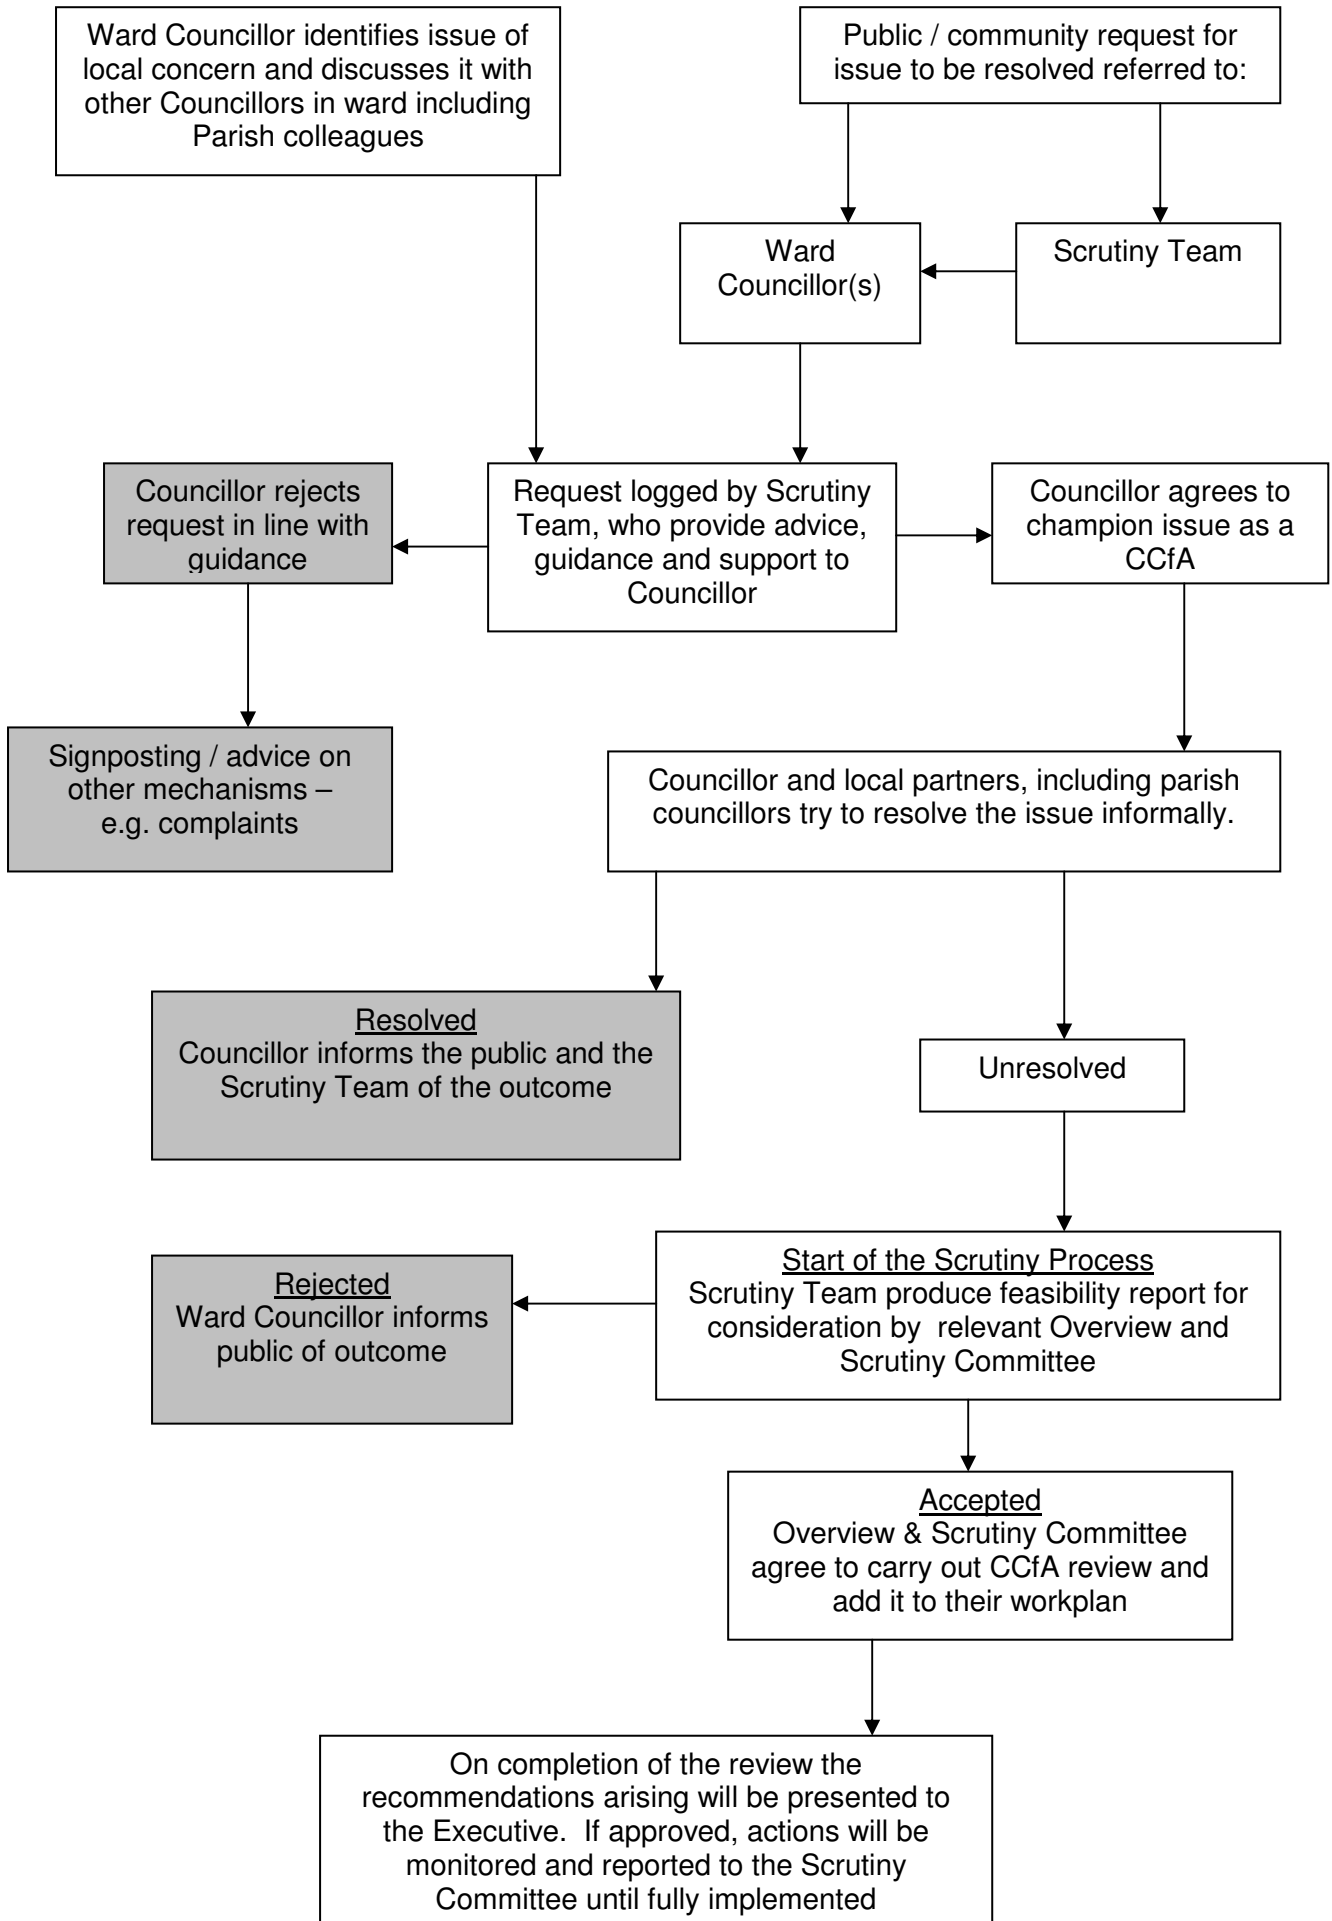 Ward Councillor identifies issue of
local concern and discusses it with
other Councillors in ward including
Parish colleagues
Public / community request for
issue to be resolved referred to:
Ward
Councillor(s)
Scrutiny Team
Councillor rejects
request in line with
guidance
Request logged by Scrutiny
Team, who provide advice,
guidance and support to
Councillor
Councillor agrees to
champion issue as a
CCfA
Signposting / advice on
other mechanisms –
e.g. complaints
Councillor and local partners, including parish
councillors try to resolve the issue informally.
Resolved
Councillor informs the public and the
Scrutiny Team of the outcome
Unresolved
Rejected
Ward Councillor informs
public of outcome
Start of the Scrutiny Process
Scrutiny Team produce feasibility report for
consideration by  relevant Overview and
Scrutiny Committee
Accepted
Overview & Scrutiny Committee
agree to carry out CCfA review and
add it to their workplan
On completion of the review the
recommendations arising will be presented to
the Executive.  If approved, actions will be
monitored and reported to the Scrutiny
Committee until fully implemented